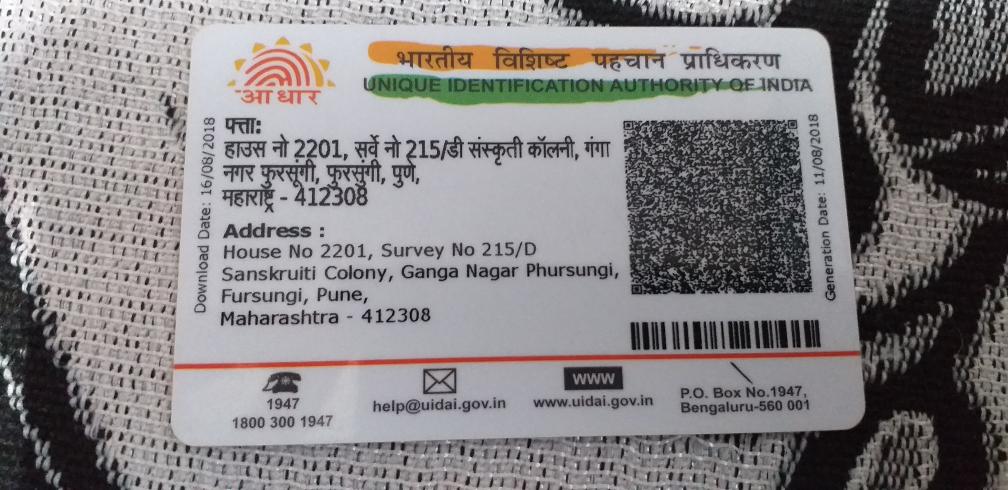 भारतीय विशिष्ट पहचान प्राधिकरण
UNIQUE IDENTIFICATION AUTHORITY OF INDIA
आधार
Download Date: 16/08/2018
पत्ता:
हाउस नो 2201, सर्वे नो 215/डी संस्कृती कॉलनी, गंगा
नगर फुरसूंगी, फुरसुंगी, पुणे,
महाराष्ट्र - 412308
Address :
House No 2201, Survey No 215/D
Sanskruiti Colony, Ganga Nagar Phursungi,
Fursungi, Pune,
Maharashtra - 412308
Generation Date: 11/08/2018
1947
1800 300 1947
help@uidai.gov.in
www
www.uidai.gov.in
P.O. Box No.1947,
Bengaluru-560 001